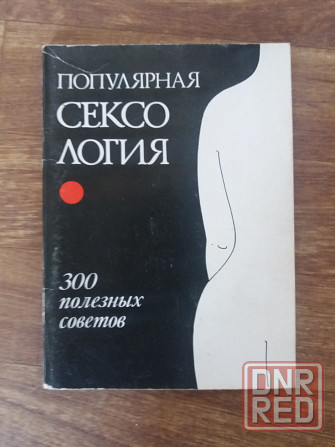 ПОПУЛЯРНАЯ
СЕКСО
ЛОГИЯ
300
полезных
советов
DNR
RED